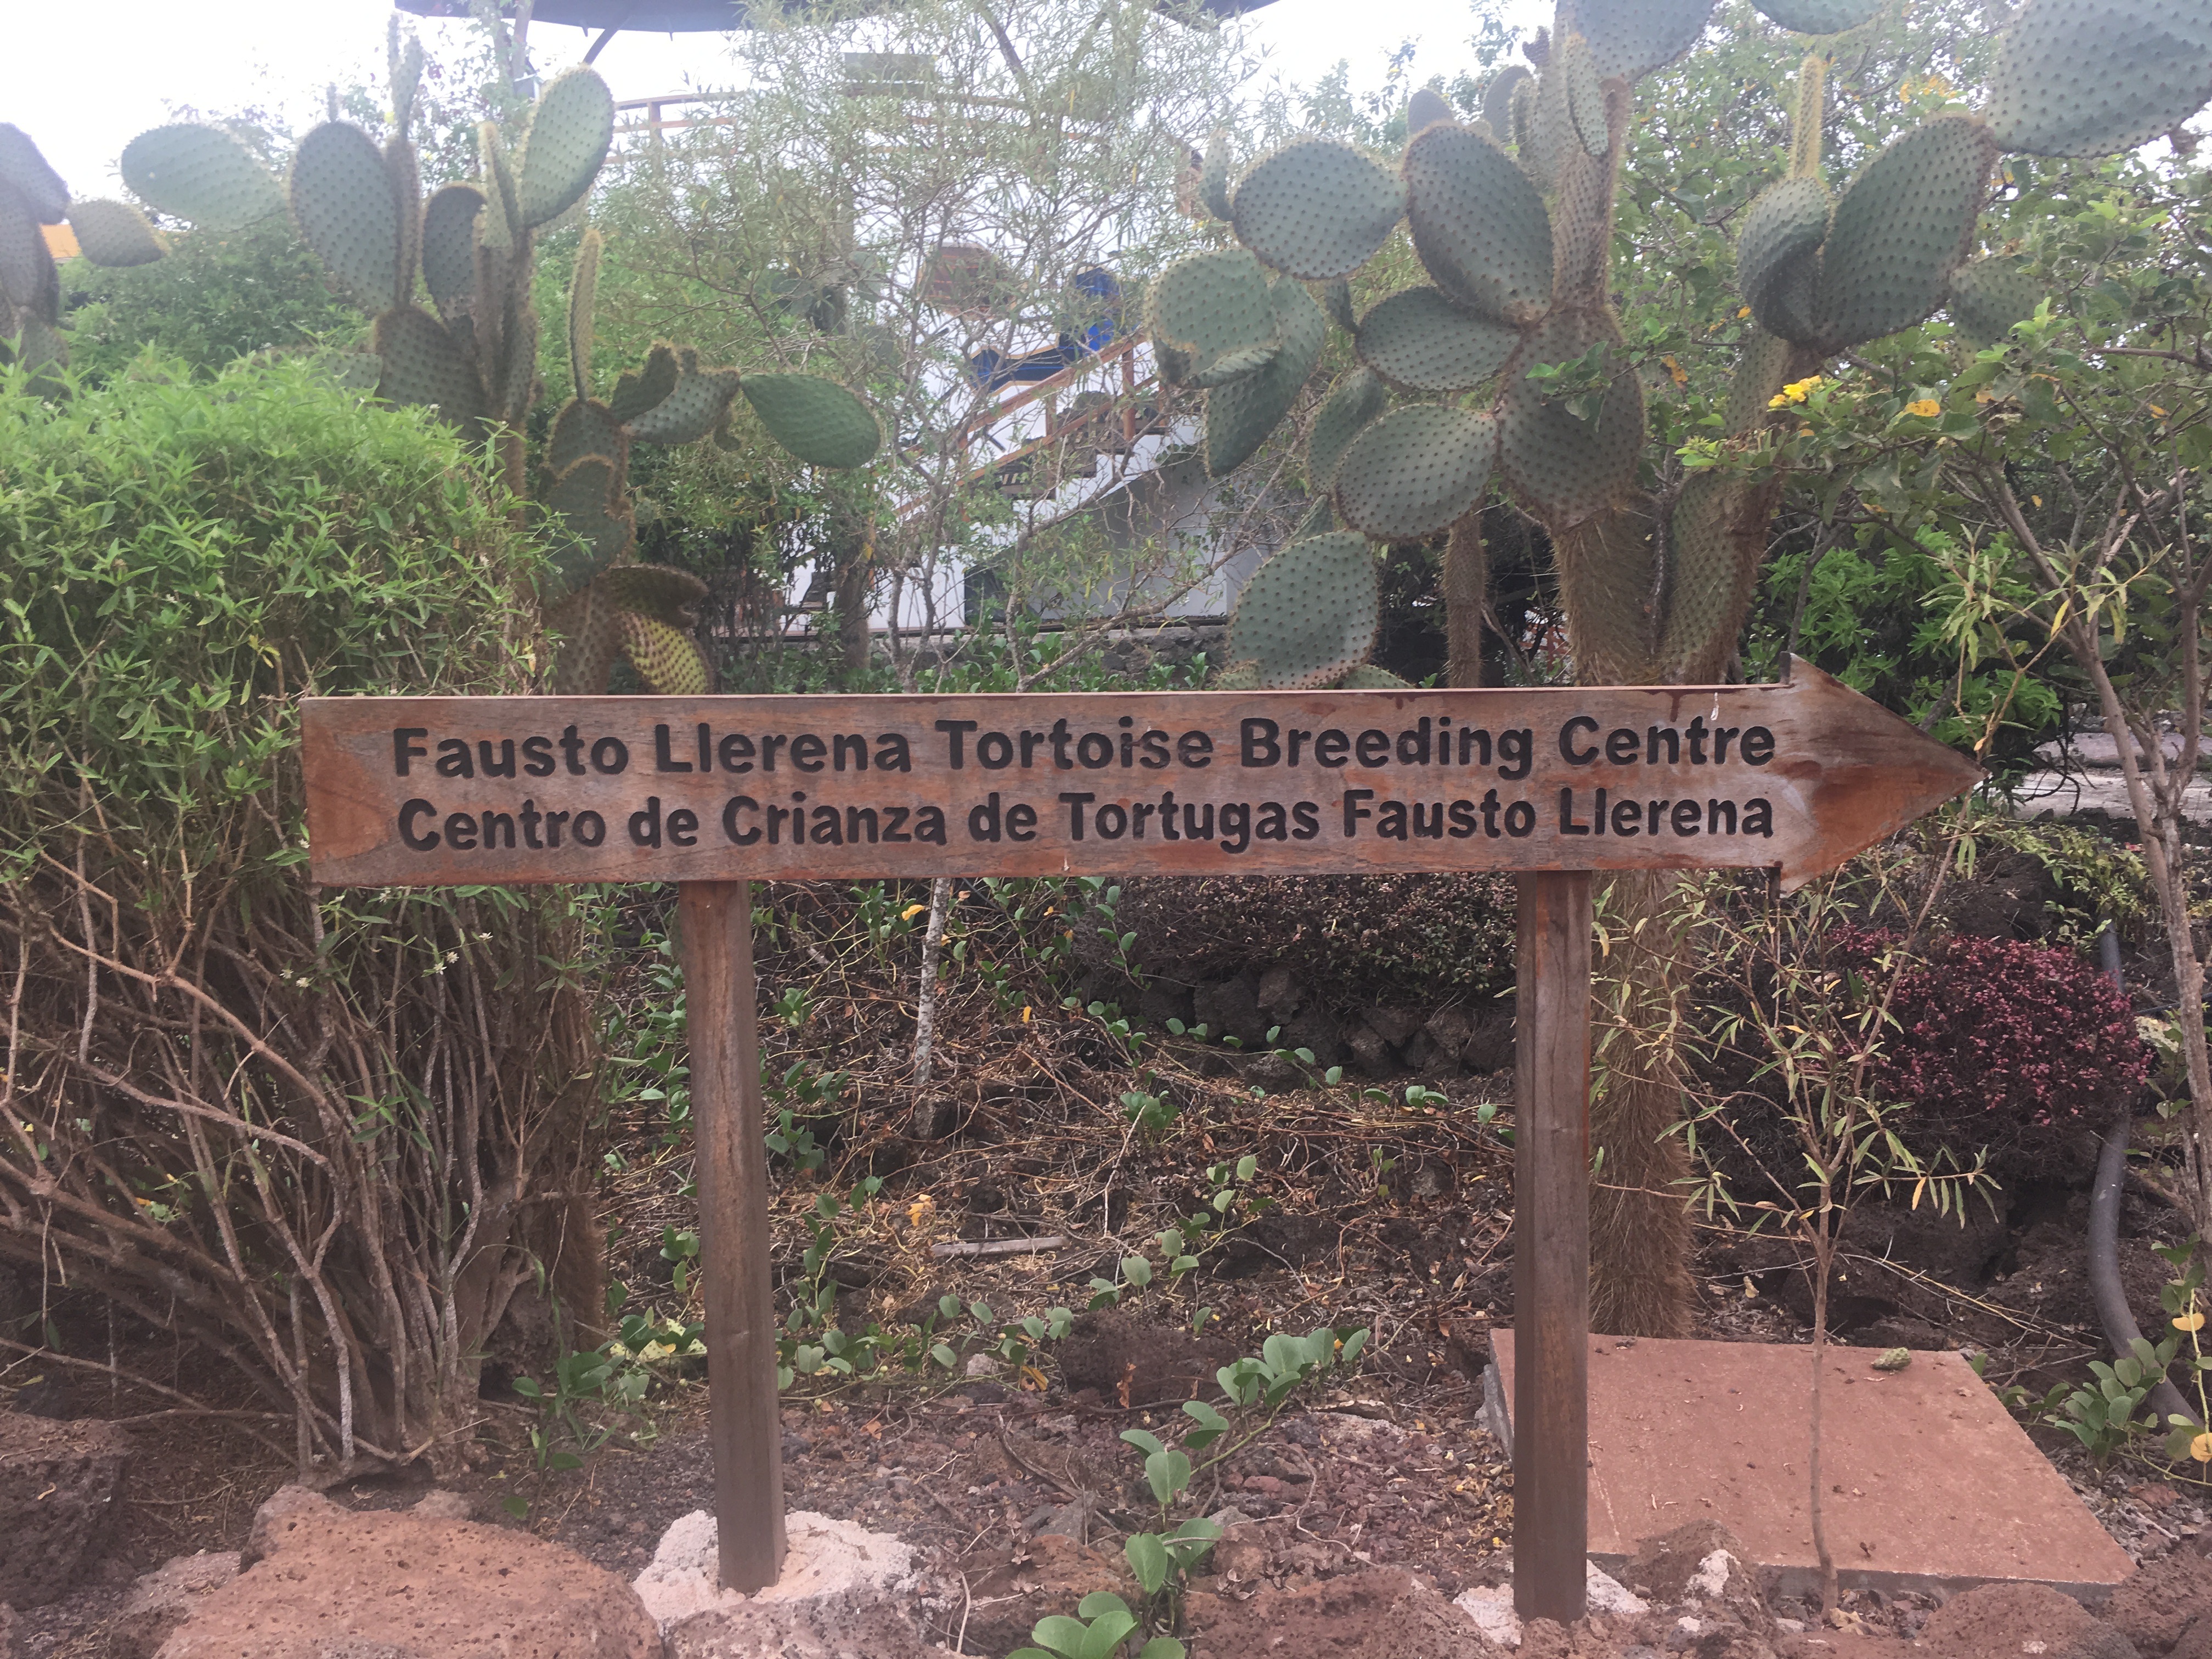 Fausto Llerena Tortoise Breeding Centre
Centro de Crianza de Tortugas Fausto Llerena